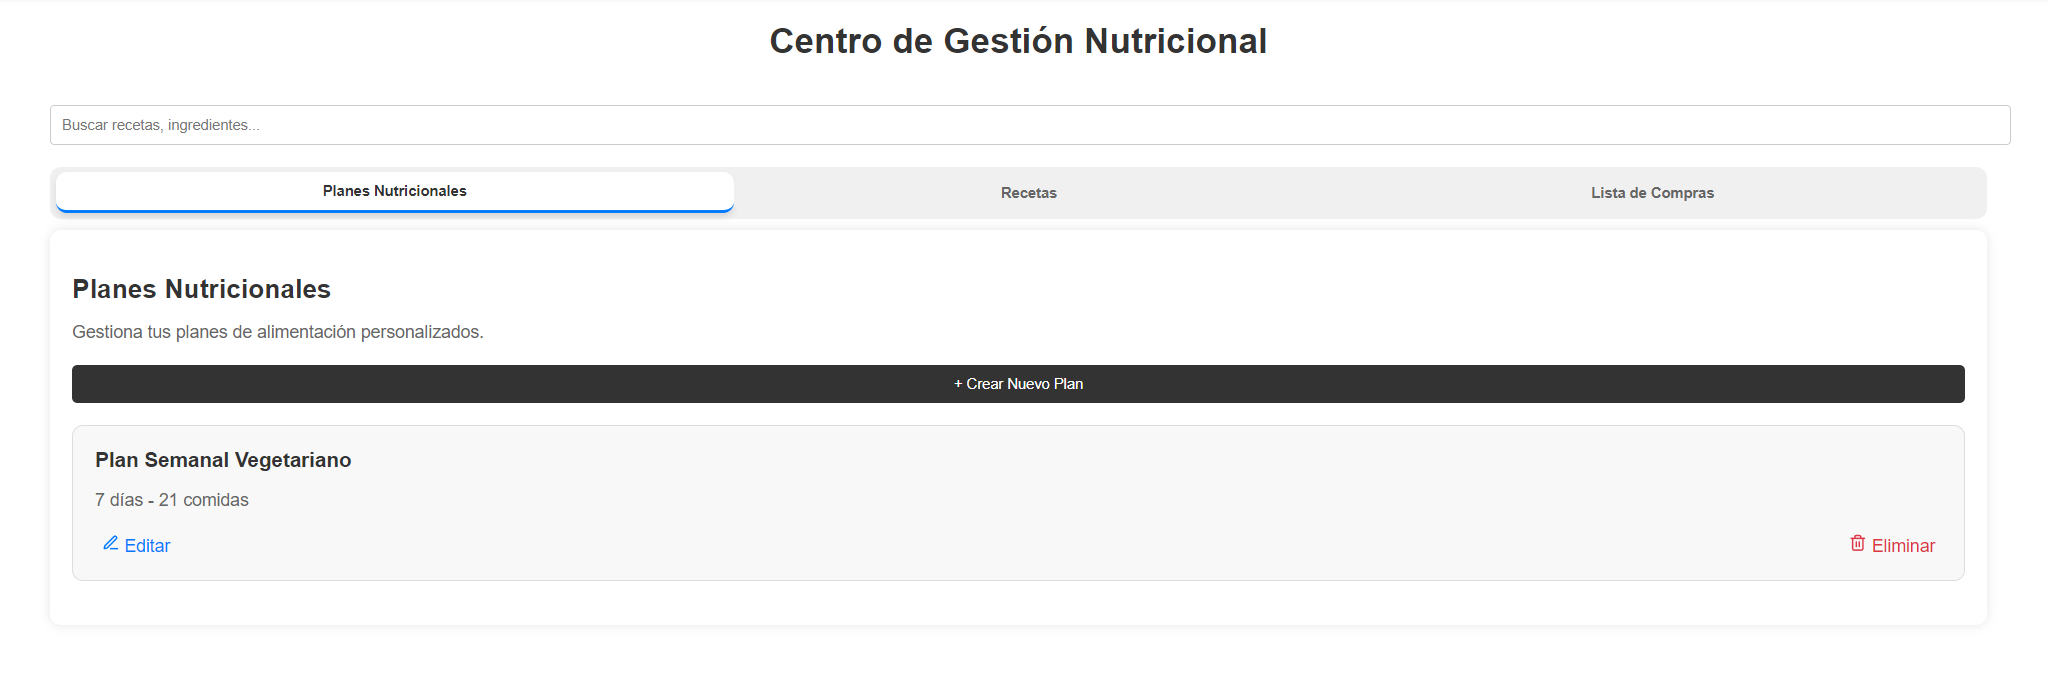 Centro de Gestión Nutricional
Buscar recetas, ingredientes...
Planes Nutricionales
Recetas
Lista de Compras
Planes Nutricionales
Gestiona tus planes de alimentación personalizados.
+ Crear Nuevo Plan
Plan Semanal Vegetariano
7 días - 21 comidas
Editar
Eliminar